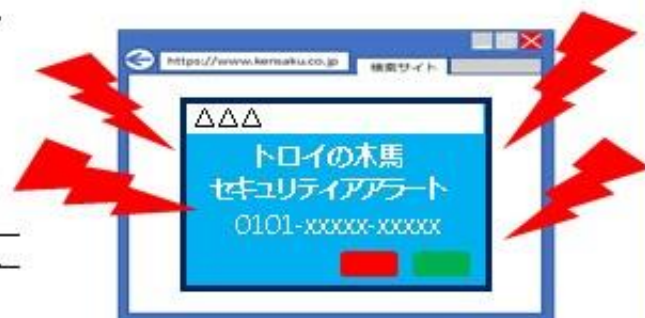 https://www.kensaku.co.jp
検索サイト
△△△
トロイの木馬
セキュリティアアラート
0101-xxxxx-xxxxx